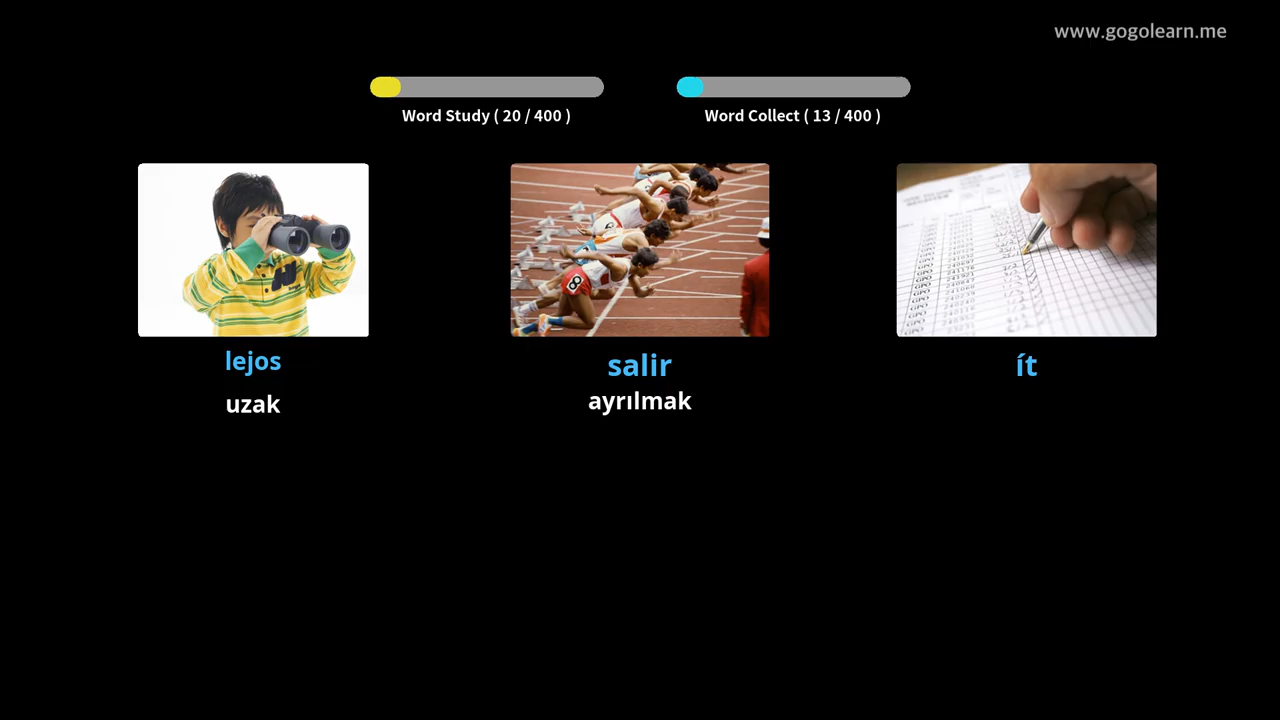 www.gogolearn.me
Word Study ( 20 / 400 )
Word Collect ( 13 / 400 )
lejos
uzak
salir
ayrılmak
ít